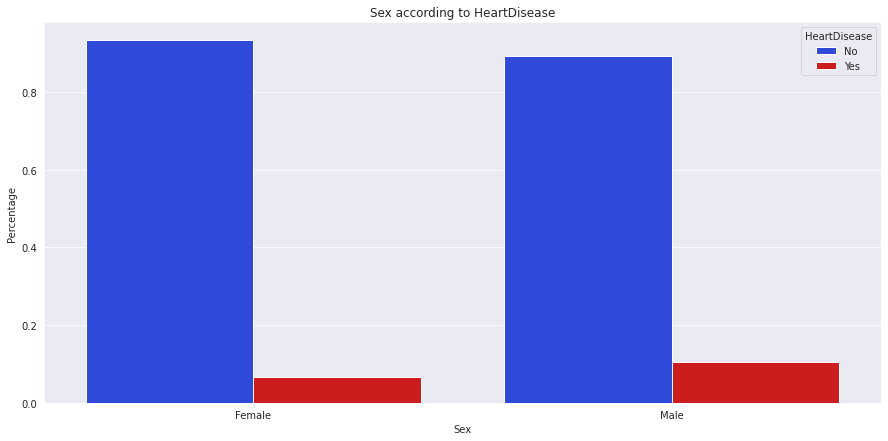 Sex according to HeartDisease
HeartDisease
No
Yes
Percentage
0.8
0.6
0.4
0.2
0.0
Female
Male
Sex